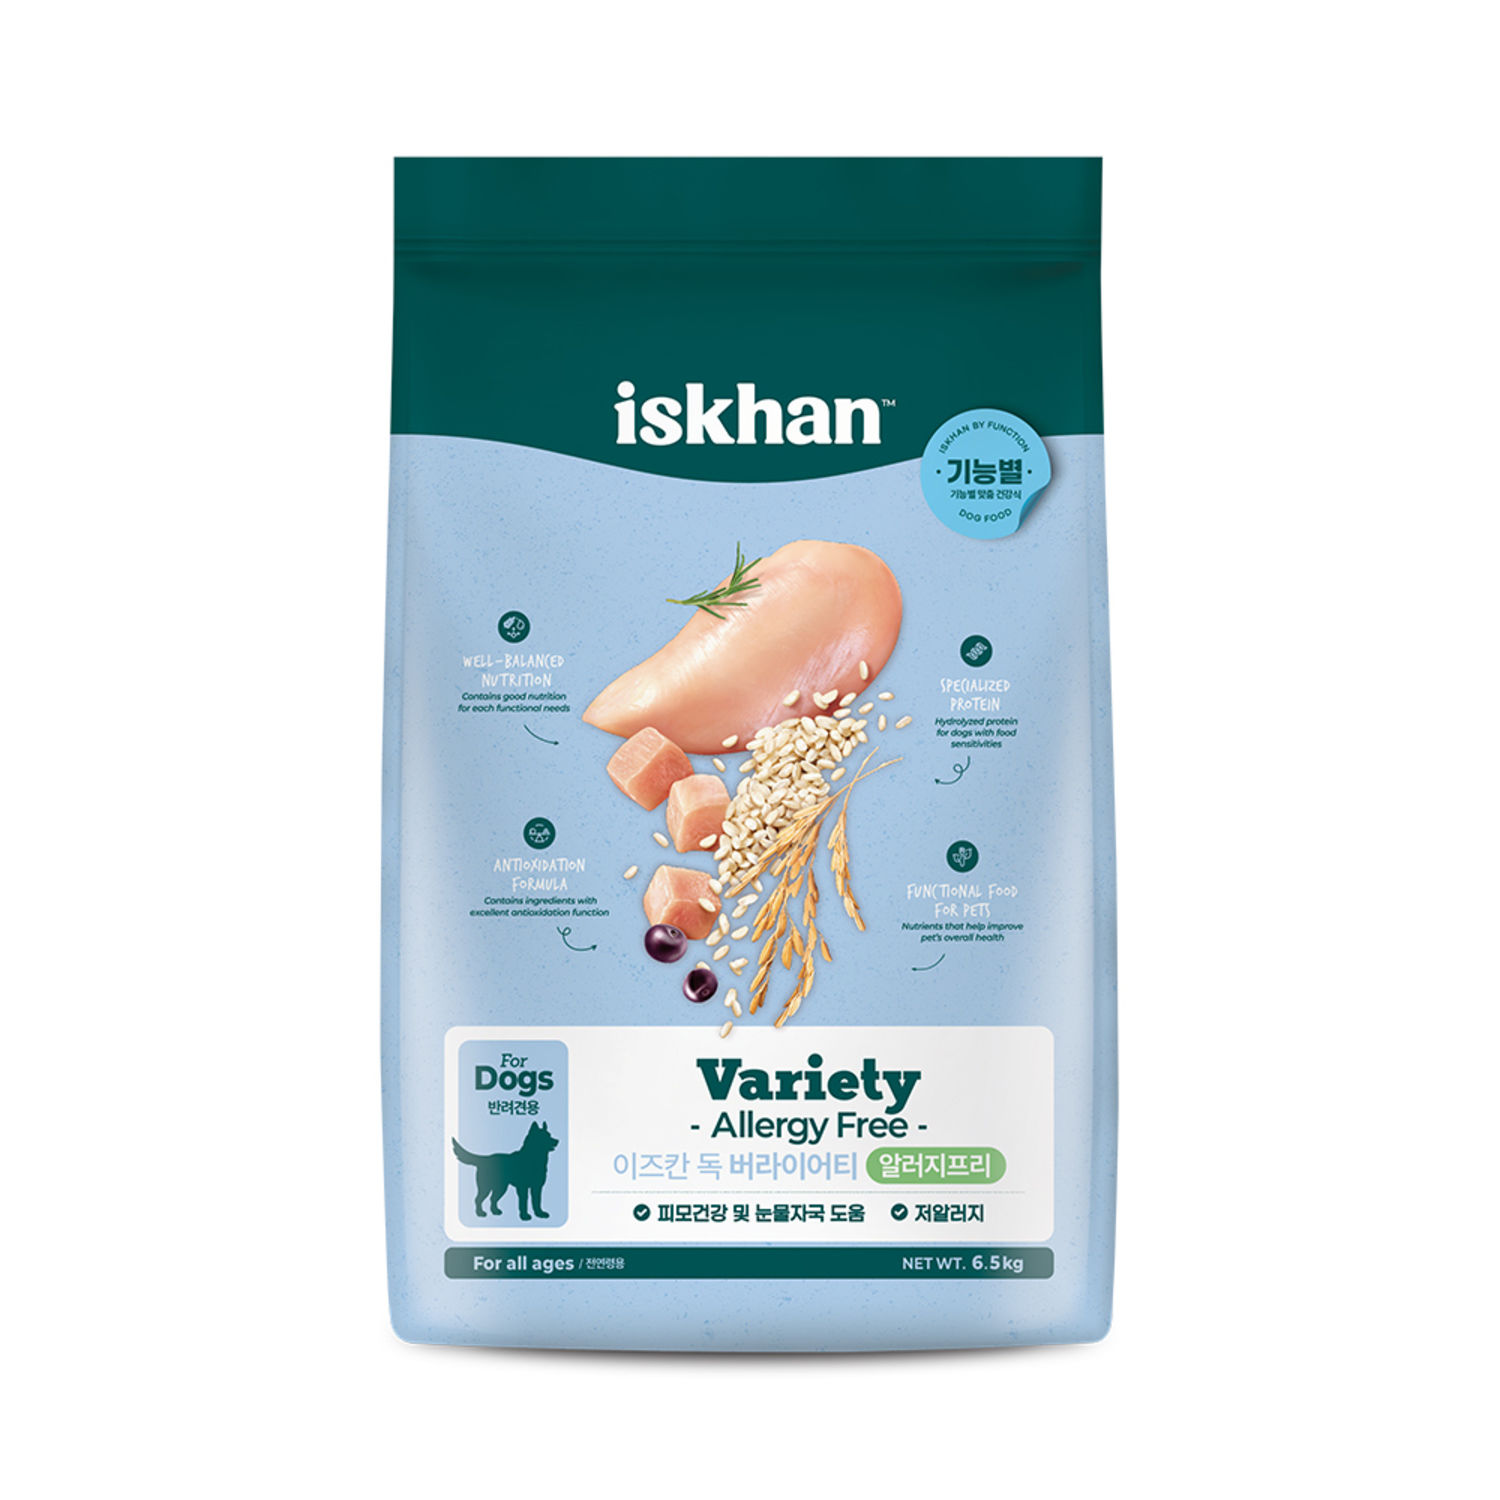 iskhan™
ISKHAN BY FUNCTION
· 기능별 ·
기능별 맞춤 건강식
DOG FOOD
WELL-BALANCED
NUTRITION
Contains good nutrition
for each functional needs
SPECIALIZED
PROTEIN
Hydrolyzed protein
for dogs with food
sensitivities
ANTIOXIDATION
FORMULA
Contains ingredients with
excellent antioxidation function
FUNCTIONAL FOOD
FOR PETS
Nutrients that help improve
pet's overall health
For
Dogs
반려견용
Variety
- Allergy Free -
이즈칸 독 버라이어티 알러지프리
피모건강 및 눈물자국 도움 저알러지
For all ages / 전연령용
NET WT. 6.5kg